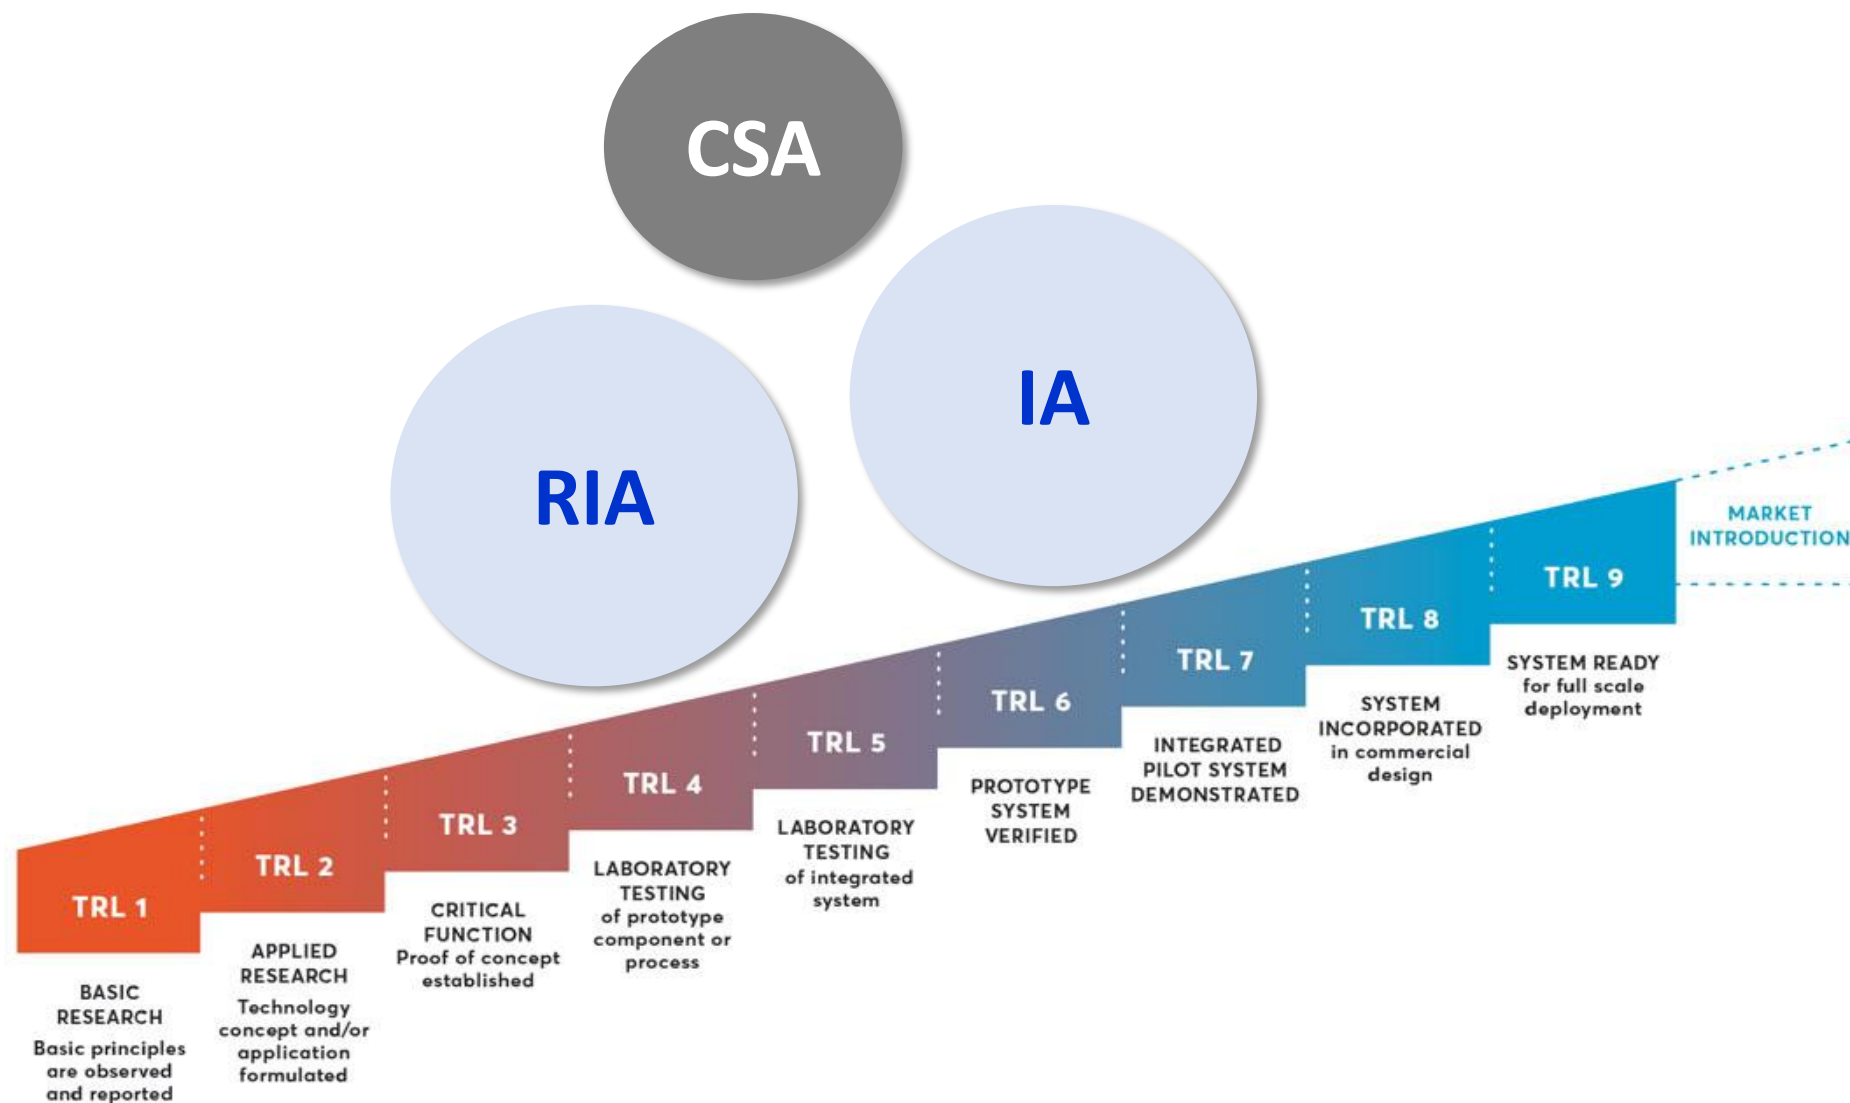 CSA
IA
RIA
MARKET
INTRODUCTION
TRL 1
BASIC
RESEARCH
Basic principles
are observed
and reported
TRL 2
APPLIED
RESEARCH
Technology
concept and/or
application
formulated
TRL 3
CRITICAL
FUNCTION
Proof of concept
established
TRL 4
LABORATORY
TESTING
of prototype
component or
process
TRL 5
LABORATORY
TESTING
of integrated
system
TRL 6
PROTOTYPE
SYSTEM
VERIFIED
TRL 7
INTEGRATED
PILOT SYSTEM
DEMONSTRATED
TRL 8
SYSTEM
INCORPORATED
in commercial
design
TRL 9
SYSTEM READY
for full scale
deployment